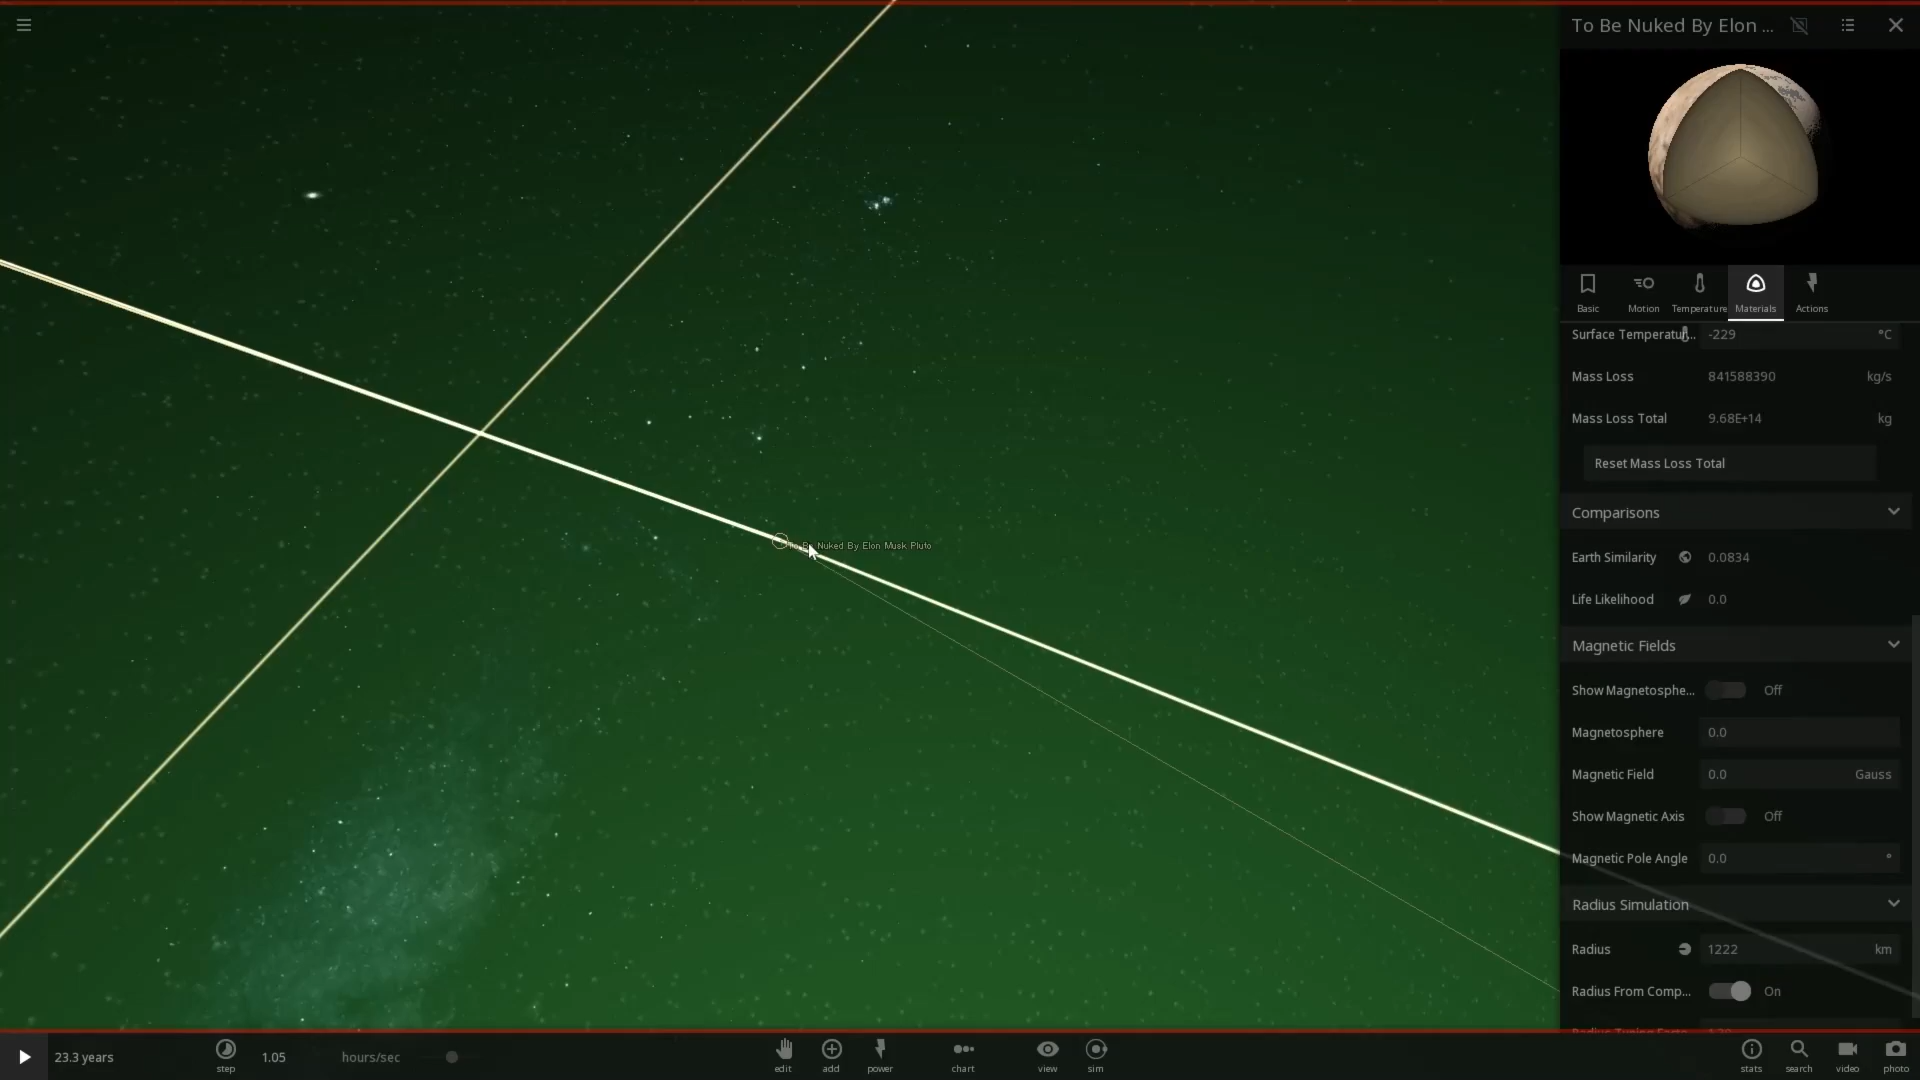 To Be Nuked By Elon ...
Basic
Motion
Temperature
Materials
Actions
Surface Temperatur... -229 °C
Mass Loss 841588390 kg/s
Mass Loss Total 9.68E+14 kg
Reset Mass Loss Total
Comparisons
Earth Similarity 0.0834
Life Likelihood 0.0
Magnetic Fields
Show Magnetosphe... Off
Magnetosphere 0.0
Magnetic Field 0.0 Gauss
Show Magnetic Axis Off
Magnetic Pole Angle 0.0 °
Radius Simulation
Radius 1222 km
Radius From Comp... On
To Be Nuked By Elon Musk Pluto
23.3 years
step
1.05
hours/sec
edit
add
power
chart
view
sim
stats
search
video
photo